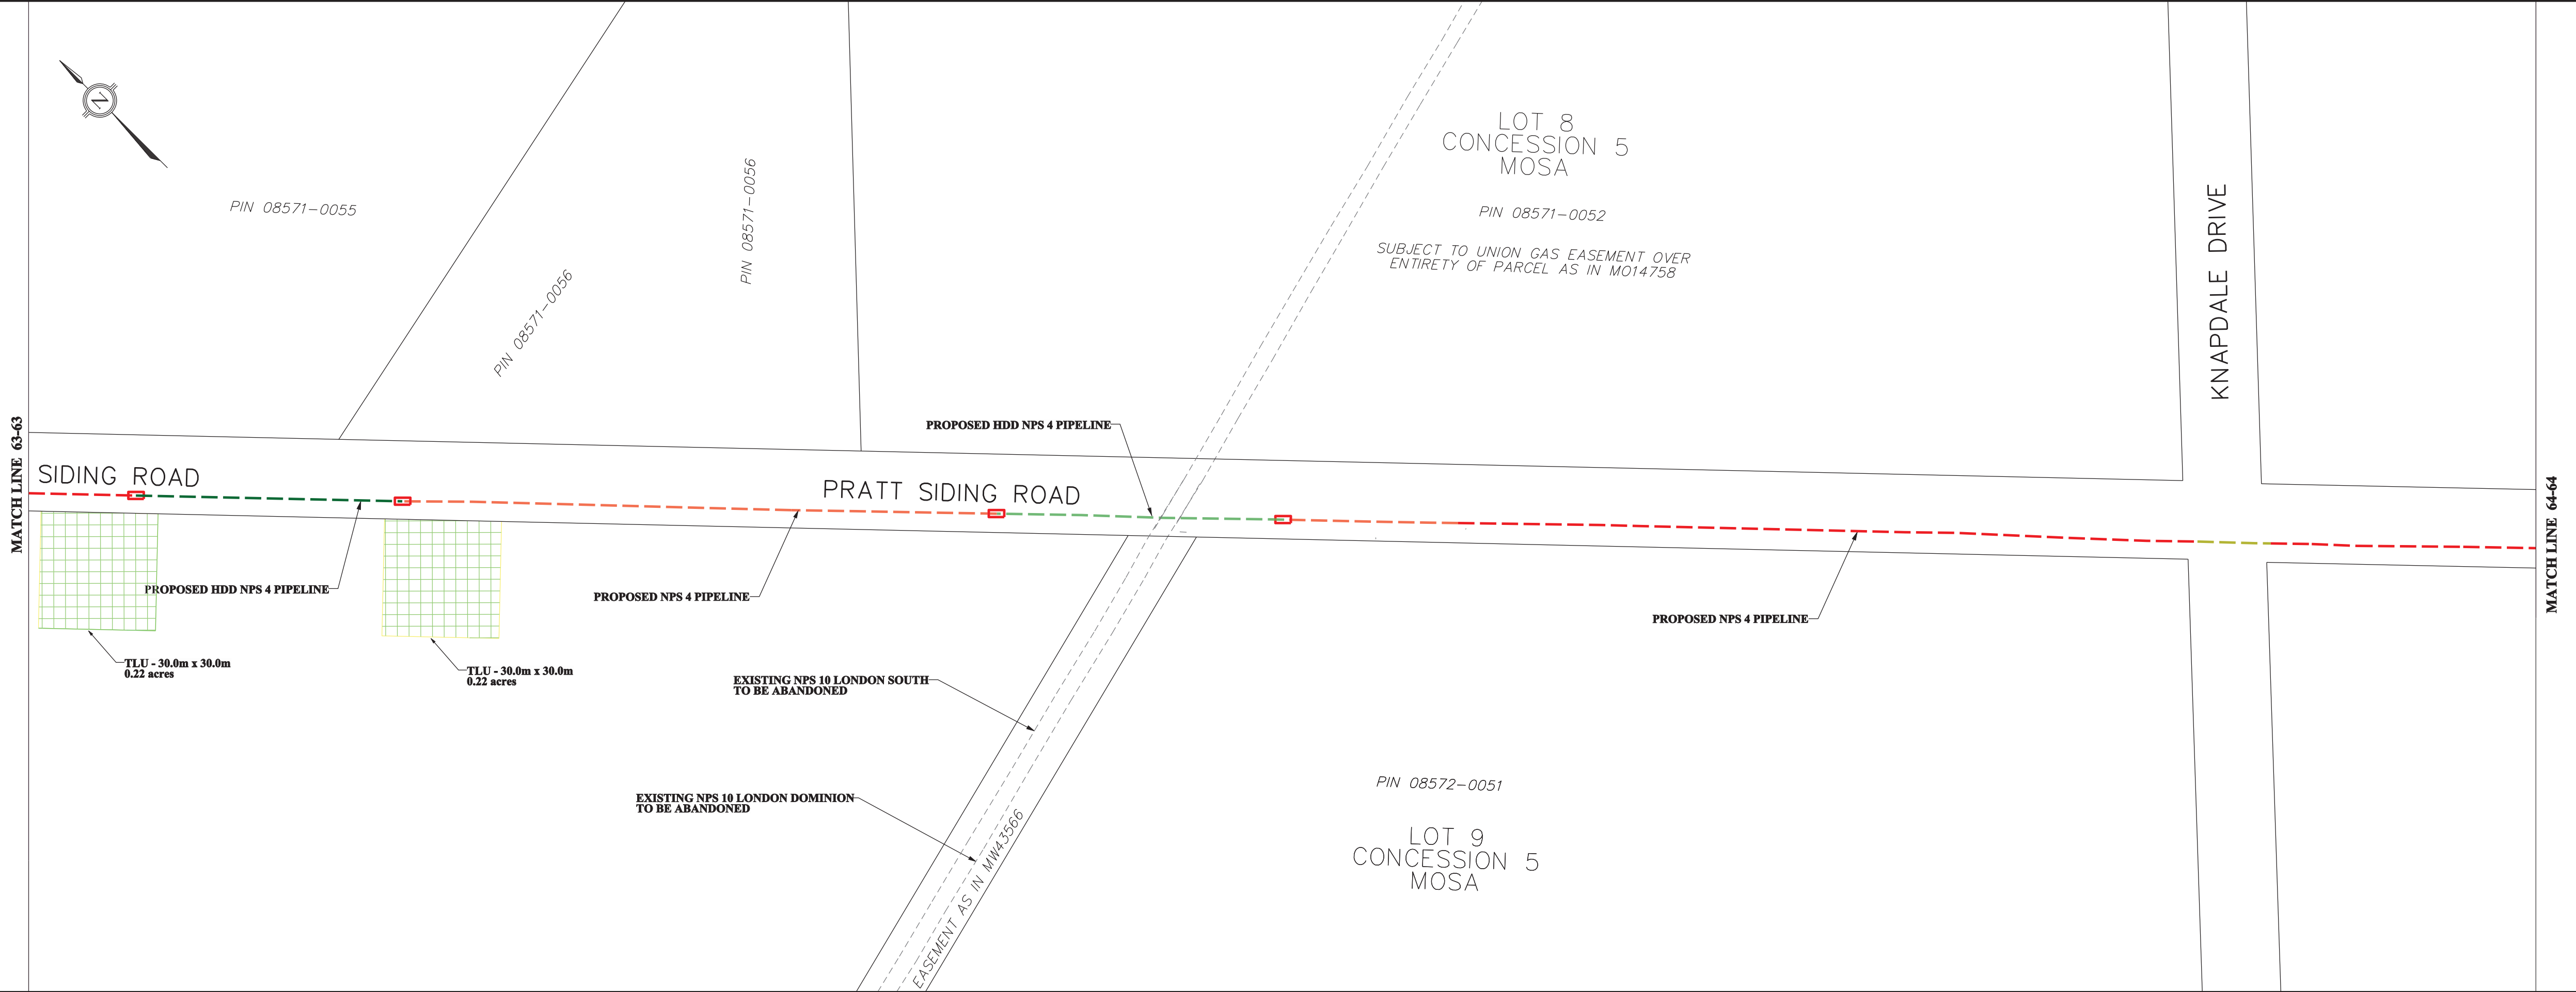 N
PIN 08571-0055
PIN 08571-0056
PIN 08571-0056
LOT 8
CONCESSION 5
MOSA
PIN 08571-0052
SUBJECT TO UNION GAS EASEMENT OVER
ENTIRETY OF PARCEL AS IN MO14758
KNAPDALE DRIVE
MATCH LINE 63-63
SIDING ROAD
PROPOSED HDD NPS 4 PIPELINE
PRATT SIDING ROAD
MATCH LINE 64-64
PROPOSED HDD NPS 4 PIPELINE
PROPOSED NPS 4 PIPELINE
PROPOSED NPS 4 PIPELINE
TLU - 30.0m x 30.0m
0.22 acres
TLU - 30.0m x 30.0m
0.22 acres
EXISTING NPS 10 LONDON SOUTH
TO BE ABANDONED
EXISTING NPS 10 LONDON DOMINION
TO BE ABANDONED
EASEMENT AS IN MW43566
PIN 08572-0051
LOT 9
CONCESSION 5
MOSA